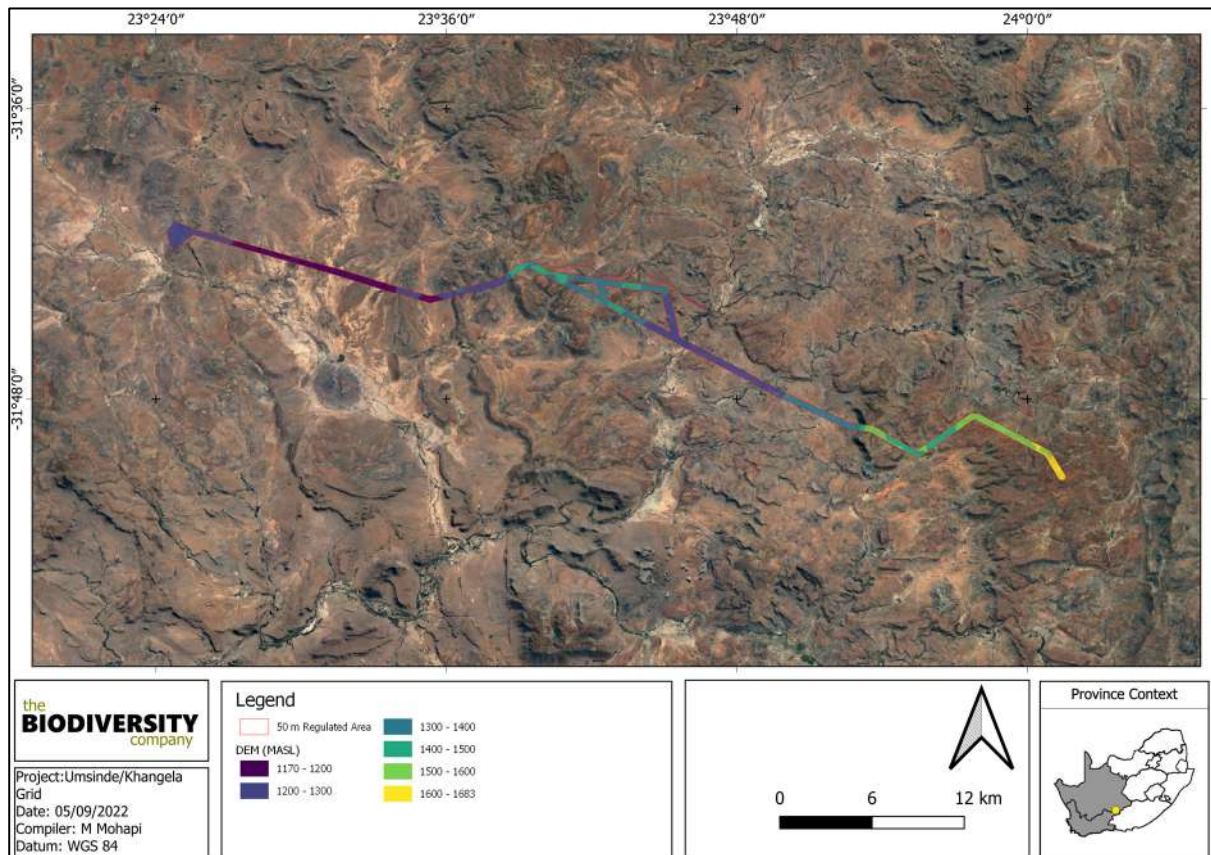 23°24′0″ 23°36′0″ 23°48′0″ 24°0′0″
-31°36′0″
-31°48′0″
the
BIODIVERSITY
company
Project:Umsinde/Khangela
Grid
Date: 05/09/2022
Compiler: M Mohapi
Datum: WGS 84
Legend
50 m Regulated Area
DEM (MASL)
1170 - 1200
1200 - 1300
1300 - 1400
1400 - 1500
1500 - 1600
1600 - 1683
0 6 12 km
Province Context